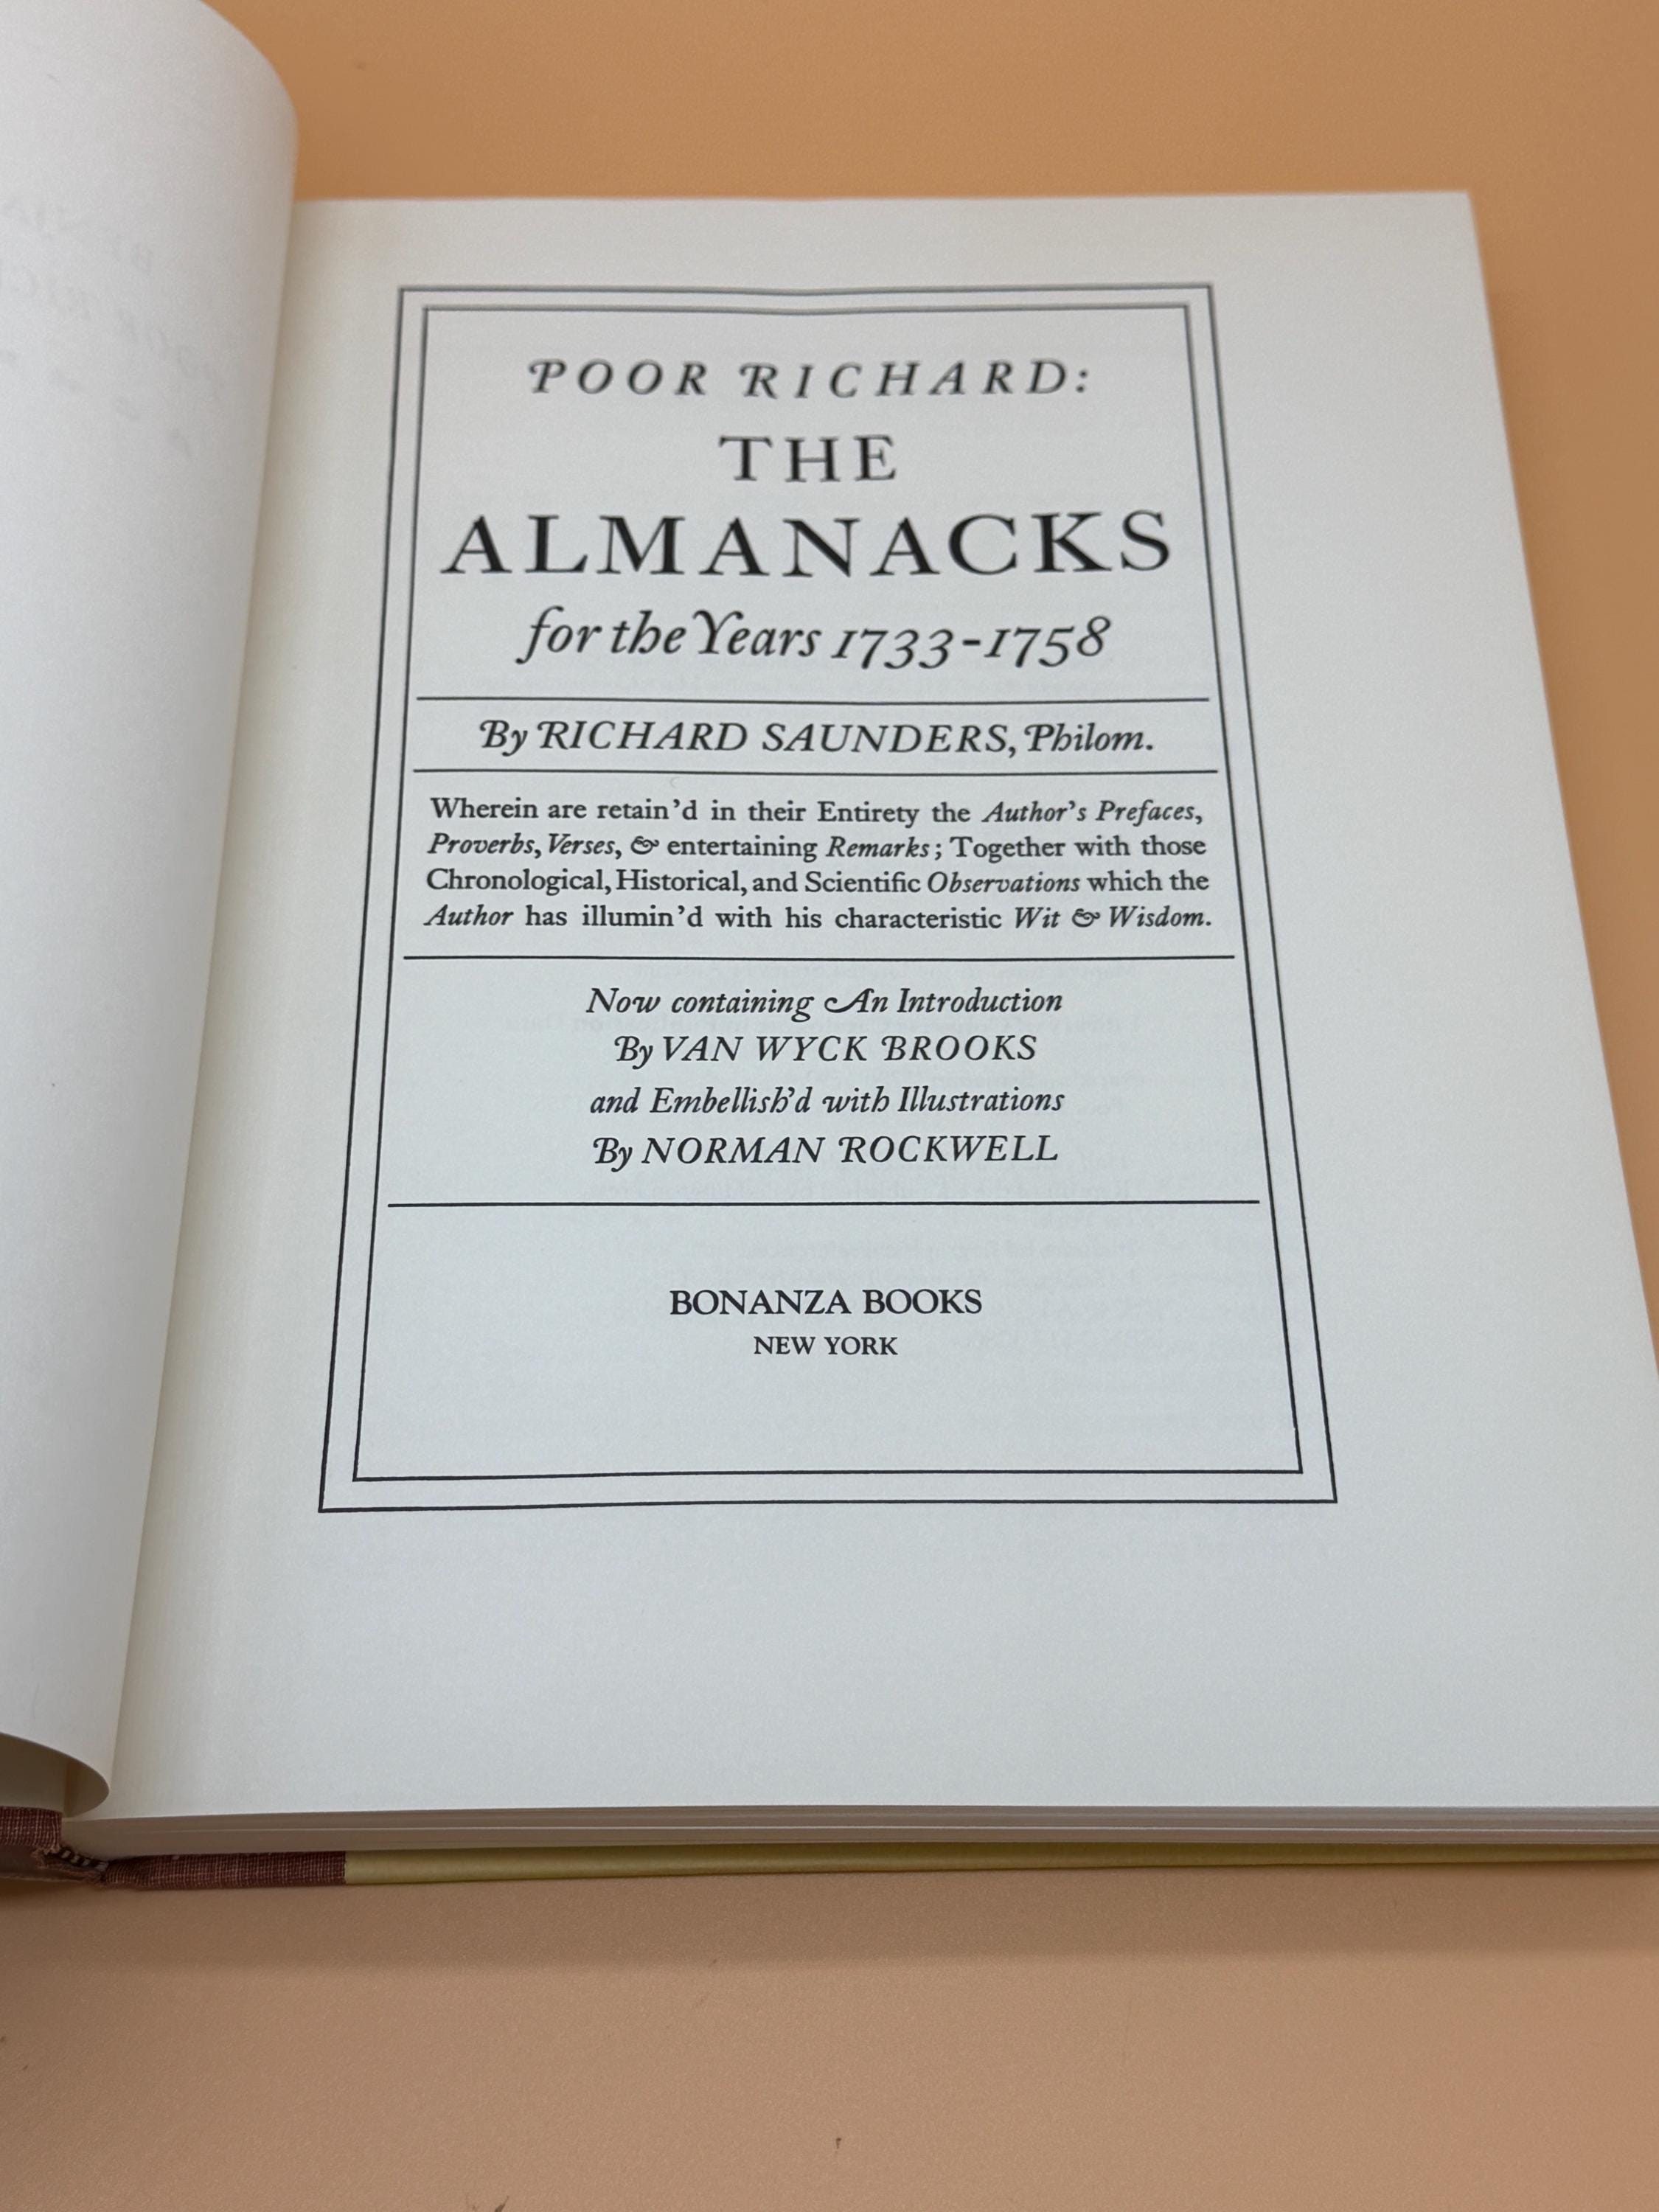 POOR RICHARD:
THE
ALMANACKS
for the Years 1733-1758
By RICHARD SAUNDERS, Philom.
Wherein are retain'd in their Entirety the Author's Prefaces,
Proverbs, Verses, & entertaining Remarks; Together with those
Chronological, Historical, and Scientific Observations which the
Author has illumin'd with his characteristic Wit & Wisdom.
Now containing An Introduction
By VAN WYCK BROOKS
and Embellish'd with Illustrations
By NORMAN ROCKWELL
BONANZA BOOKS
NEW YORK